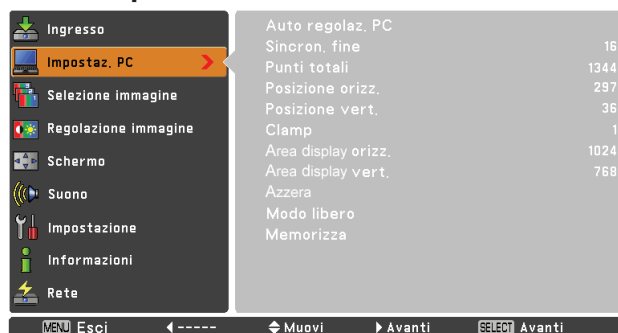 Ingresso
Impostaz. PC
Selezione immagine
Regolazione immagine
Schermo
Suono
Impostazione
Informazioni
Rete
Auto regolaz. PC
Sincron. fine 16
Punti totali 1344
Posizione orizz. 297
Posizione vert. 36
Clamp 1
Area display orizz. 1024
Area display vert. 768
Azzera
Modo libero
Memorizza
MENU Esci ----- Muovi Avanti SELECT Avanti